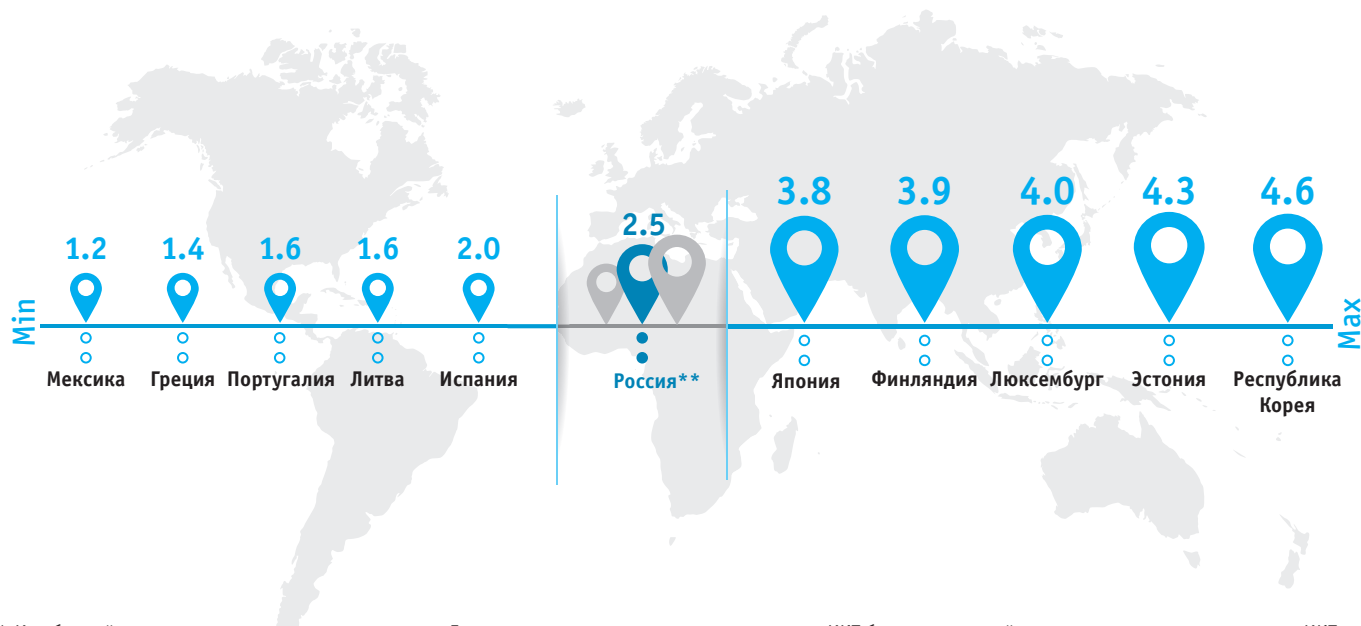 3.8 3.9 4.0 4.3 4.6
1.2 1.4 1.6 1.6 2.0 2.5
Min
Max
Мексика Греция Португалия Литва Испания Россия** Япония Финляндия Люксембург Эстония Республика
Корея